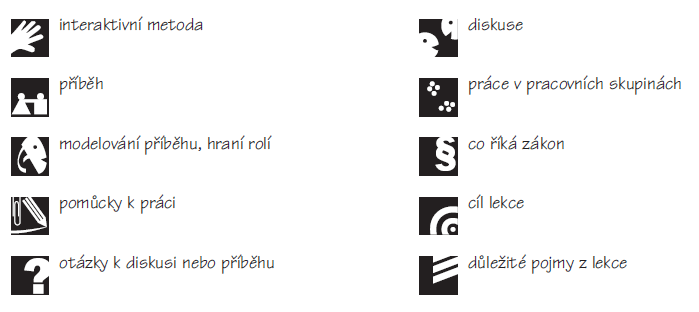 interaktivní metoda
příběh
modelování příběhu, hraní rolí
pomůcky k práci
otázky k diskusi nebo příběhu
diskuse
práce v pracovních skupinách
co říká zákon
cíl lekce
důležité pojmy z lekce